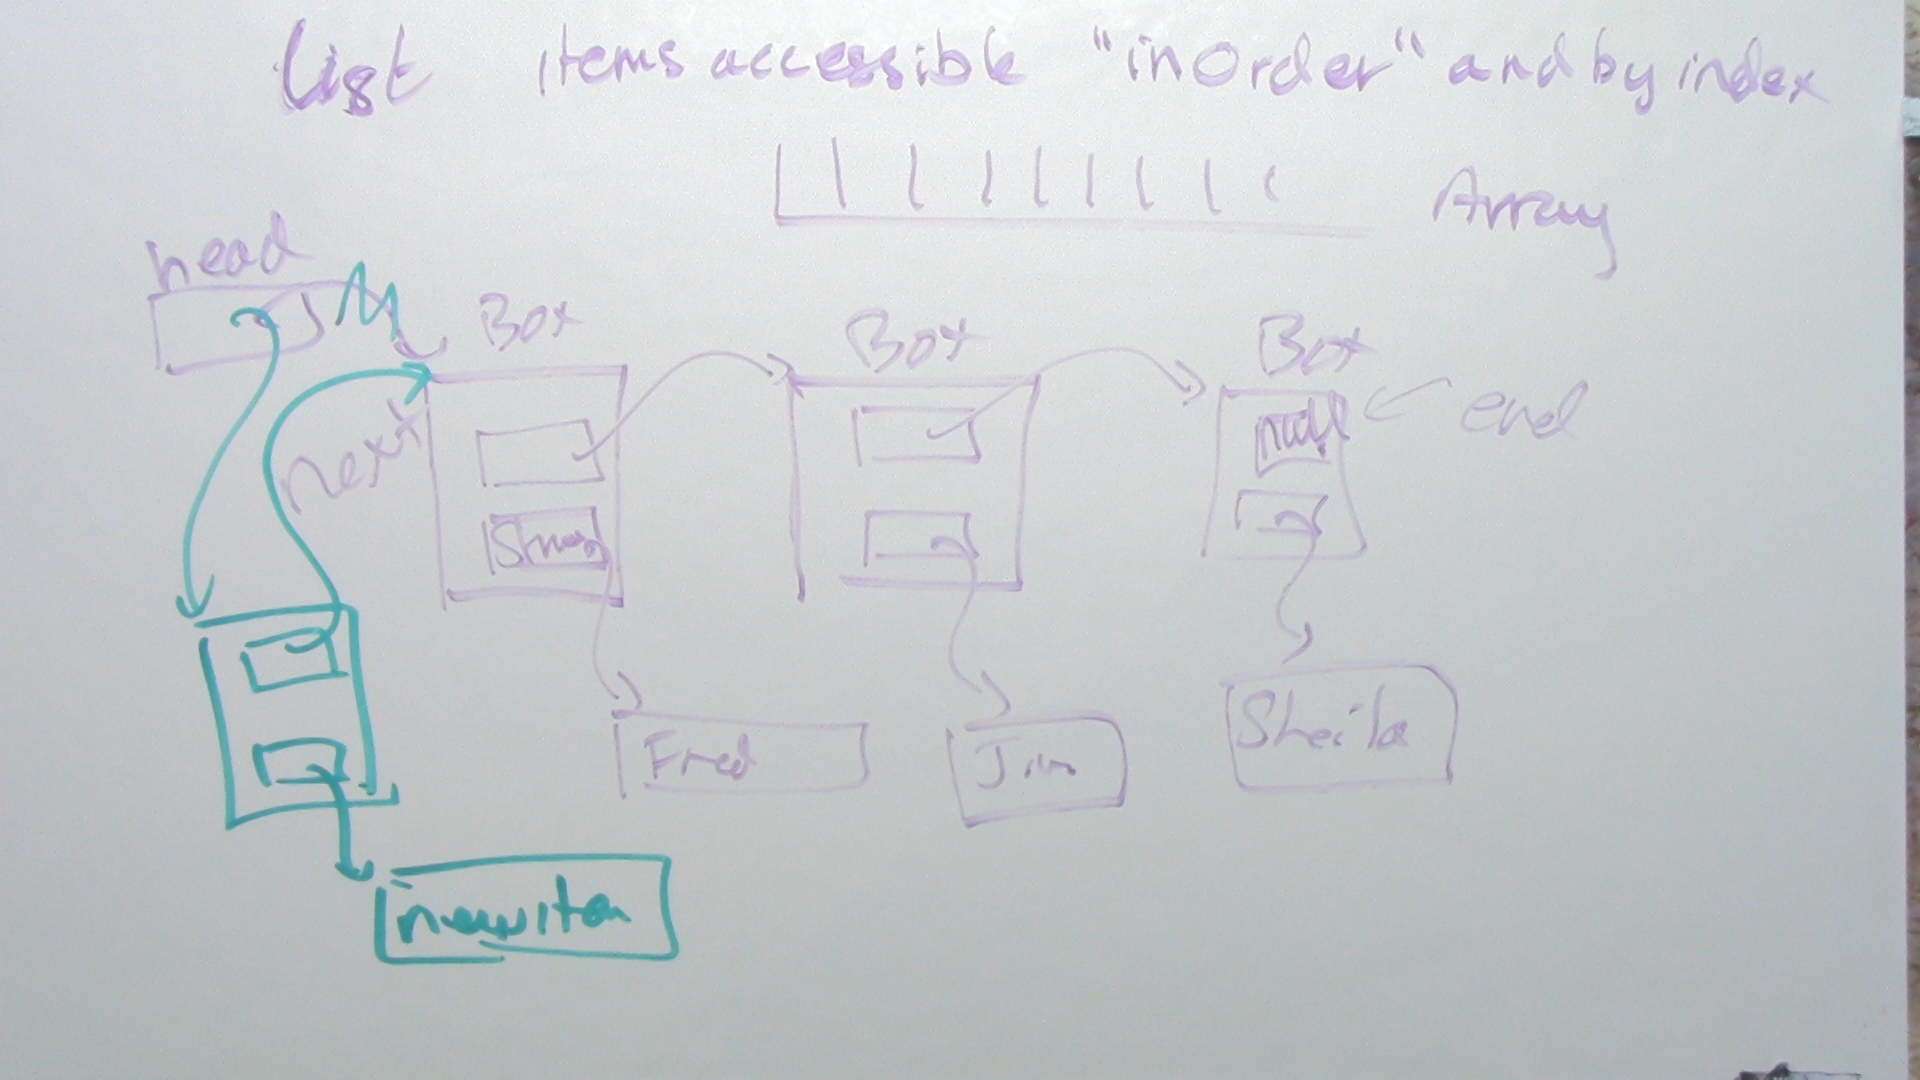 List items accessible "inOrder" and by index
Array
head
Box
Box
Box
next
null
end
String
Fred
Jim
Sheila
newitem